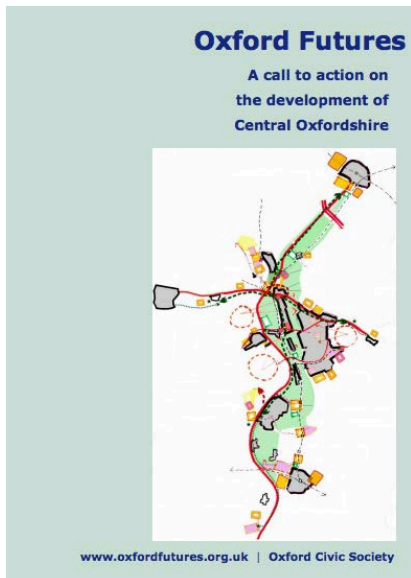 Oxford Futures
A call to action on
the development of
Central Oxfordshire
www.oxfordfutures.org.uk | Oxford Civic Society